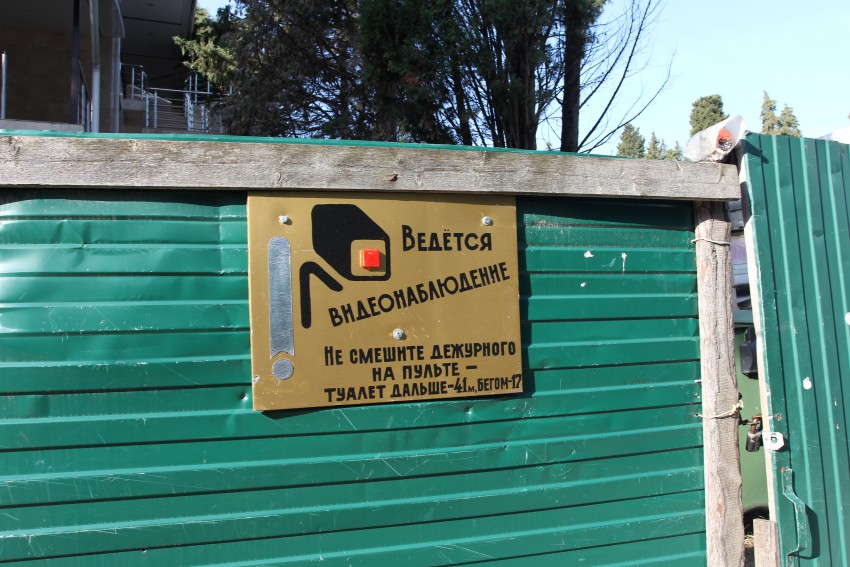 Ведётся
видеонаблюдение
Не смешите дежурного
на пульте –
туалет дальше-41м, бегом-17